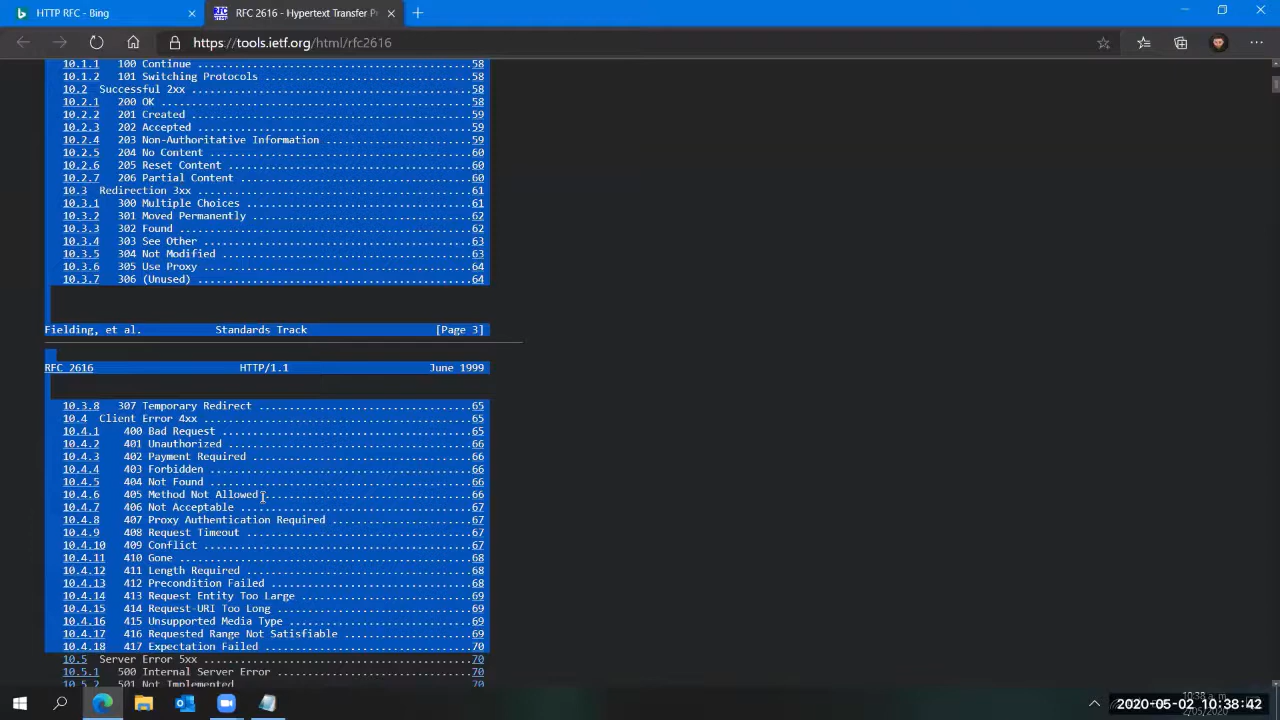 HTTP RFC - Bing
RFC 2616 - Hypertext Transfer P
https://tools.ietf.org/html/rfc2616
10.1.1 100 Continue ..............................................58
10.1.2 101 Switching Protocols ...................................58
10.2 Successful 2xx ..............................................58
10.2.1 200 OK ....................................................58
10.2.2 201 Created ...............................................59
10.2.3 202 Accepted ..............................................59
10.2.4 203 Non-Authoritative Information .........................59
10.2.5 204 No Content ............................................60
10.2.6 205 Reset Content .........................................60
10.2.7 206 Partial Content .......................................60
10.3 Redirection 3xx .............................................61
10.3.1 300 Multiple Choices ......................................61
10.3.2 301 Moved Permanently .....................................62
10.3.3 302 Found .................................................62
10.3.4 303 See Other .............................................63
10.3.5 304 Not Modified ..........................................63
10.3.6 305 Use Proxy .............................................64
10.3.7 306 (Unused) ..............................................64
Fielding, et al. Standards Track [Page 3]
RFC 2616 HTTP/1.1 June 1999
10.3.8 307 Temporary Redirect ....................................65
10.4 Client Error 4xx ............................................65
10.4.1 400 Bad Request ..........................................65
10.4.2 401 Unauthorized .........................................66
10.4.3 402 Payment Required .....................................66
10.4.4 403 Forbidden ............................................66
10.4.5 404 Not Found ............................................66
10.4.6 405 Method Not Allowed ...................................66
10.4.7 406 Not Acceptable .......................................67
10.4.8 407 Proxy Authentication Required ........................67
10.4.9 408 Request Timeout ......................................67
10.4.10 409 Conflict .............................................67
10.4.11 410 Gone .................................................68
10.4.12 411 Length Required ......................................68
10.4.13 412 Precondition Failed ..................................68
10.4.14 413 Request Entity Too Large .............................69
10.4.15 414 Request-URI Too Long .................................69
10.4.16 415 Unsupported Media Type ...............................69
10.4.17 416 Requested Range Not Satisfiable ......................69
10.4.18 417 Expectation Failed ...................................70
10.5 Server Error 5xx ............................................70
10.5.1 500 Internal Server Error .................................70
10.5.2 501 Not Implemented .......................................70
10:38 a. m.
2020-05-02 10:38:42